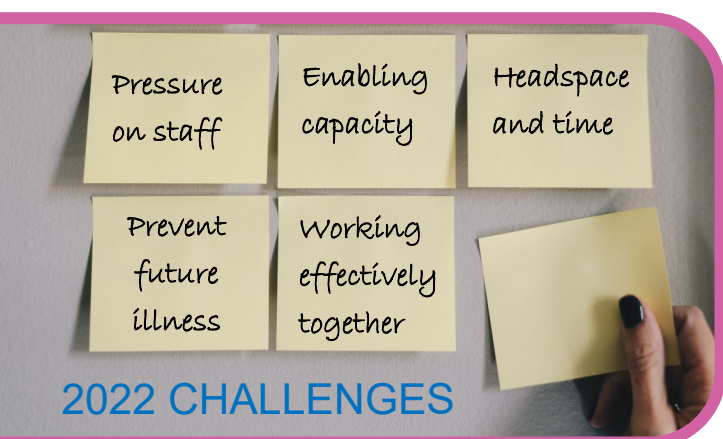 Pressure
on staff
Enabling
capacity
Headspace
and time
Prevent
future
illness
Working
effectively
together
2022 CHALLENGES